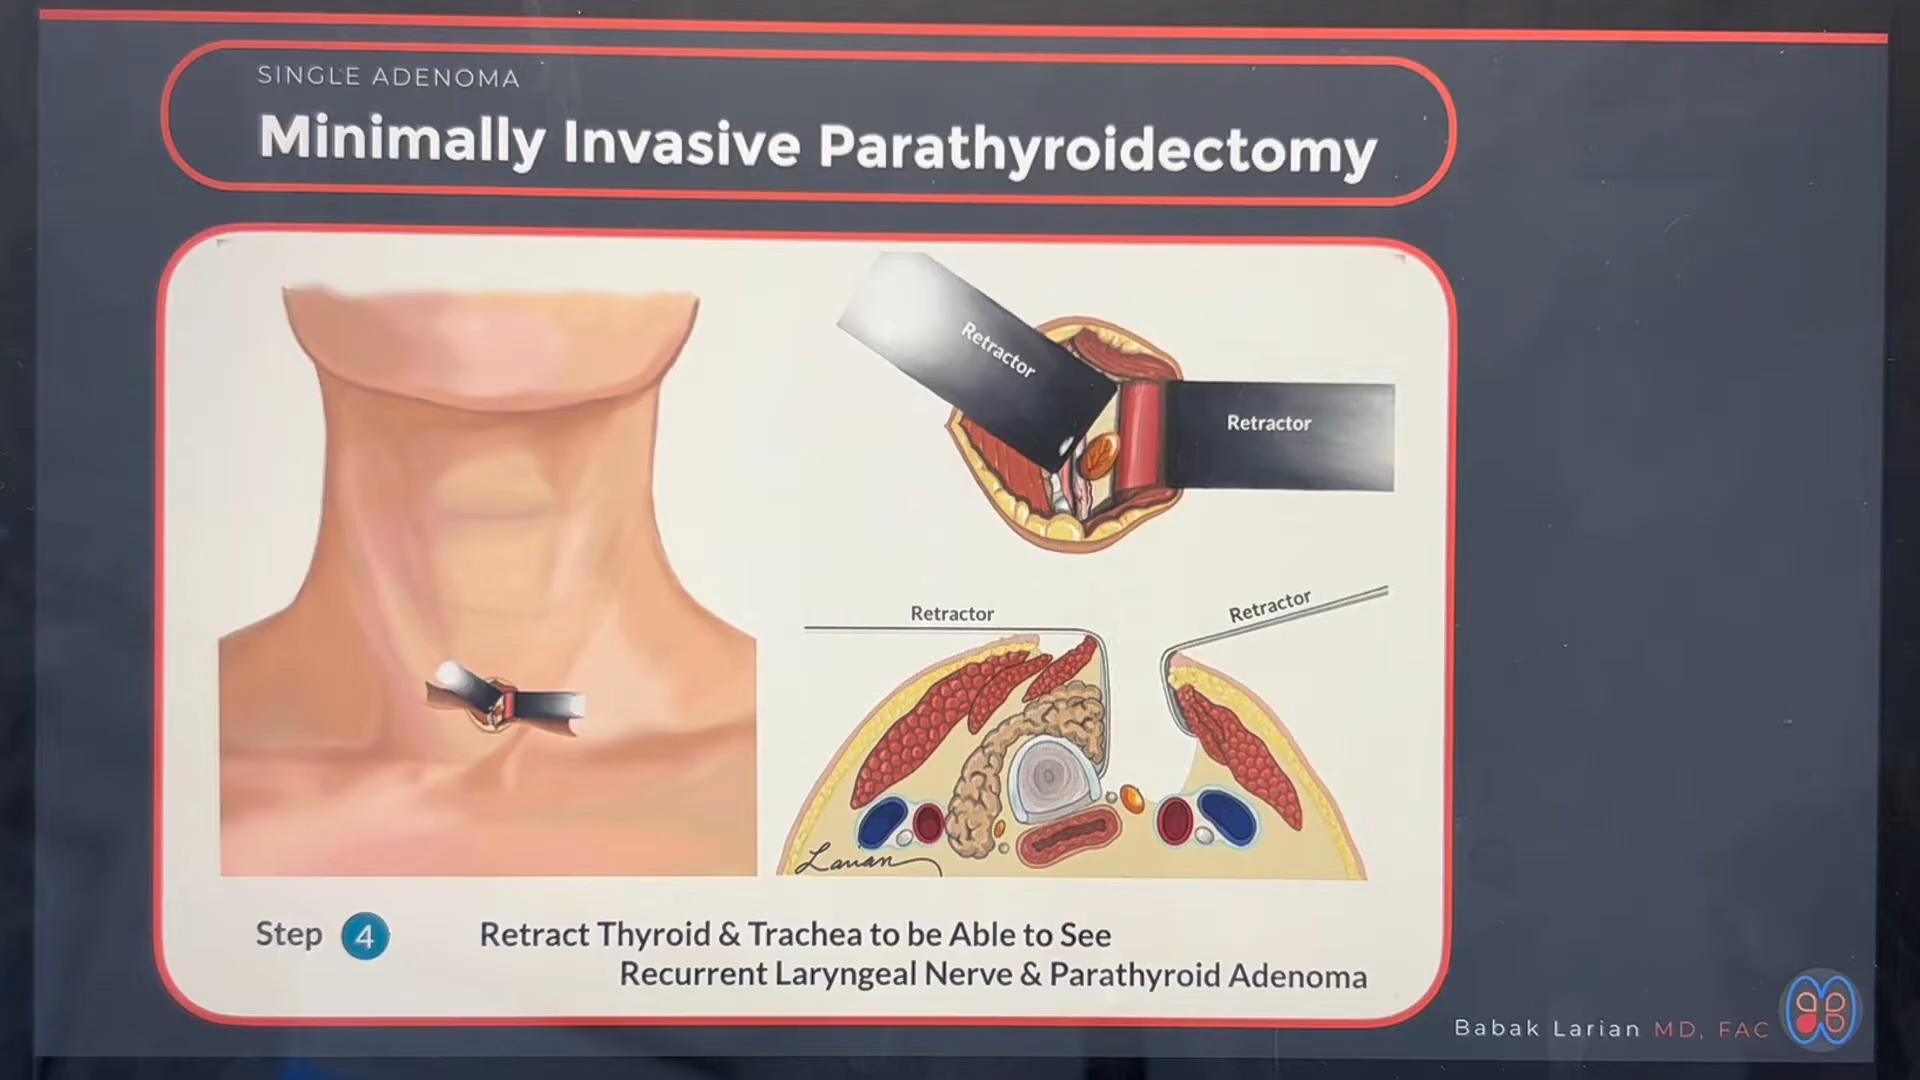 SINGLE ADENOMA
Minimally Invasive Parathyroidectomy
Retractor
Retractor
Retractor
Retractor
Larian
Step 4
Retract Thyroid & Trachea to be Able to See
Recurrent Laryngeal Nerve & Parathyroid Adenoma
Babak Larian MD, FAC